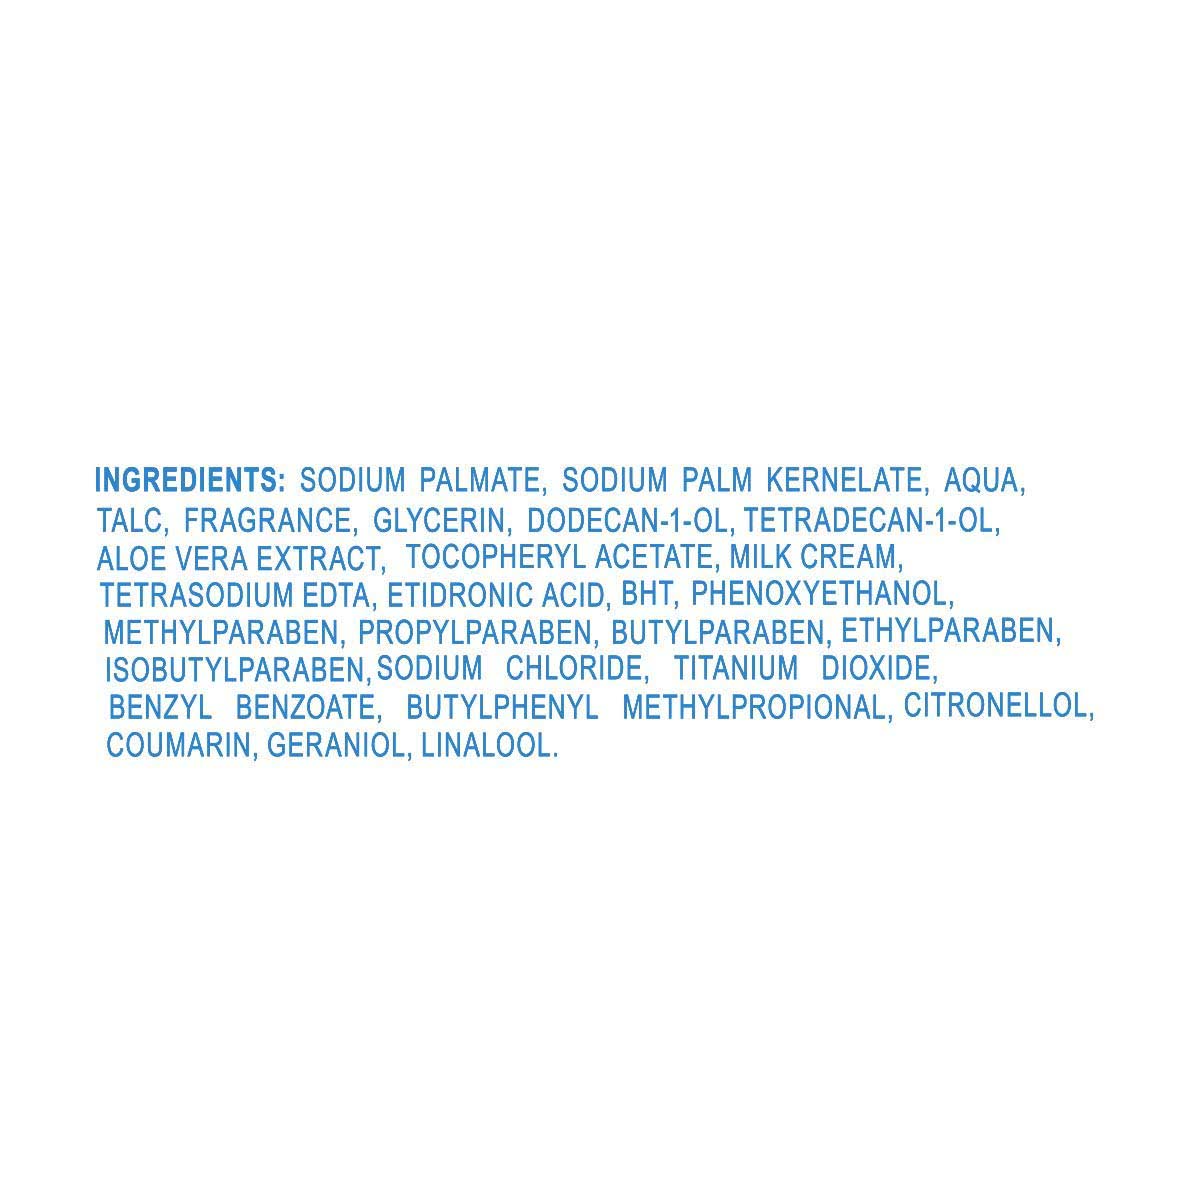 INGREDIENTS: SODIUM PALMATE, SODIUM PALM KERNELATE, AQUA,
TALC, FRAGRANCE, GLYCERIN, DODECAN-1-OL, TETRADECAN-1-OL,
ALOE VERA EXTRACT, TOCOPHERYL ACETATE, MILK CREAM,
TETRASODIUM EDTA, ETIDRONIC ACID, BHT, PHENOXYETHANOL,
METHYLPARABEN, PROPYLPARABEN, BUTYLPARABEN, ETHYLPARABEN,
ISOBUTYLPARABEN, SODIUM CHLORIDE, TITANIUM DIOXIDE,
BENZYL BENZOATE, BUTYLPHENYL METHYLPROPIONAL, CITRONELLOL,
COUMARIN, GERANIOL, LINALOOL.